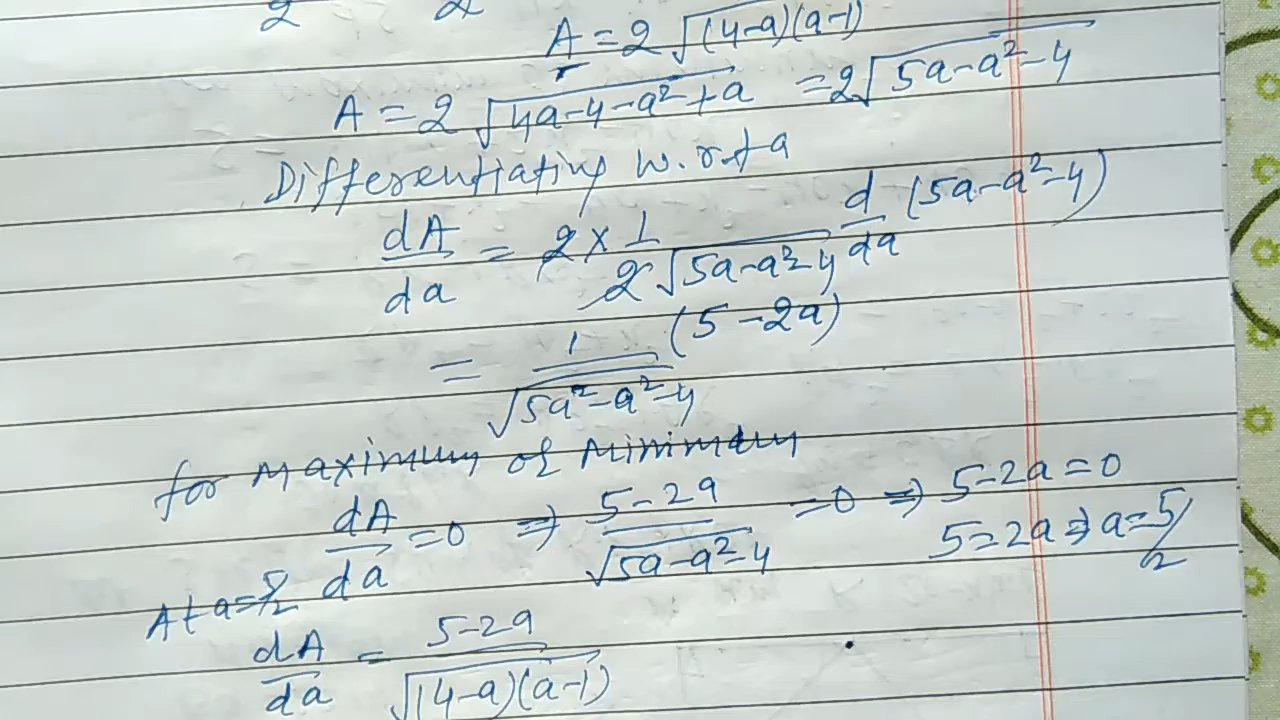 2 2
A = 2 √(4-a)(a-1)
A = 2 √4a-4-a²+a = 2√5a-a²-4
Differentiating w.r.t a
dA/da = 2 × 1/2√5a-a²-4 d/da (5a-a²-4)
= 1/√5a²-a²-4 (5-2a)
for Maximum of Minimum
dA/da = 0 ⇒ 5-2a/√5a-a²-4 = 0 ⇒ 5-2a = 0
5 = 2a ⇒ a = 5/2
At a = 5/2
dA/da = 5-2a/√(4-a)(a-1)